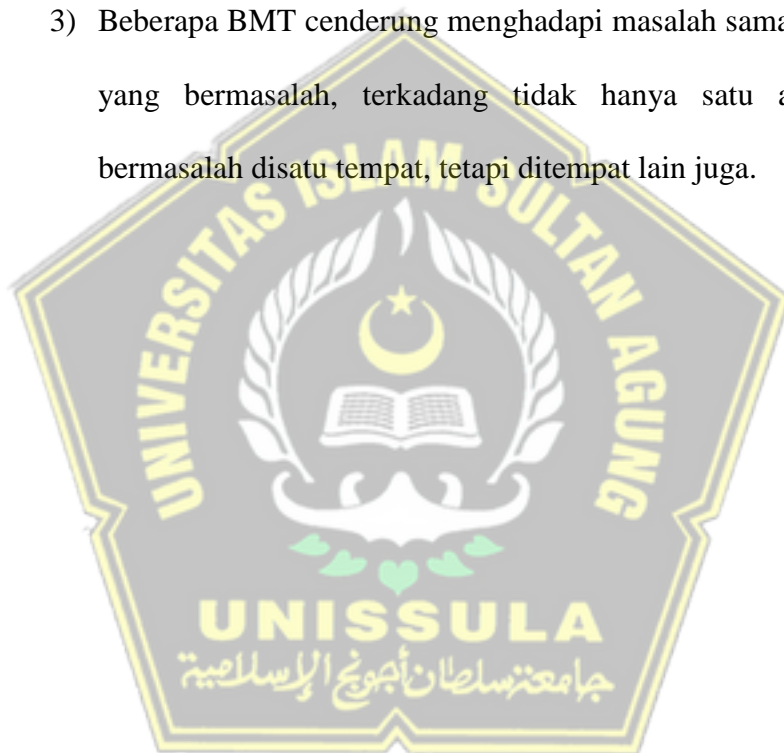 3) Beberapa BMT cenderung menghadapi masalah sama
yang bermasalah, terkadang tidak hanya satu a
bermasalah disatu tempat, tetapi ditempat lain juga.
UNIVERSITAS ISLAM SULTAN AGUNG
UNISSULA
جامعة سلطان أجونج الإسلامية